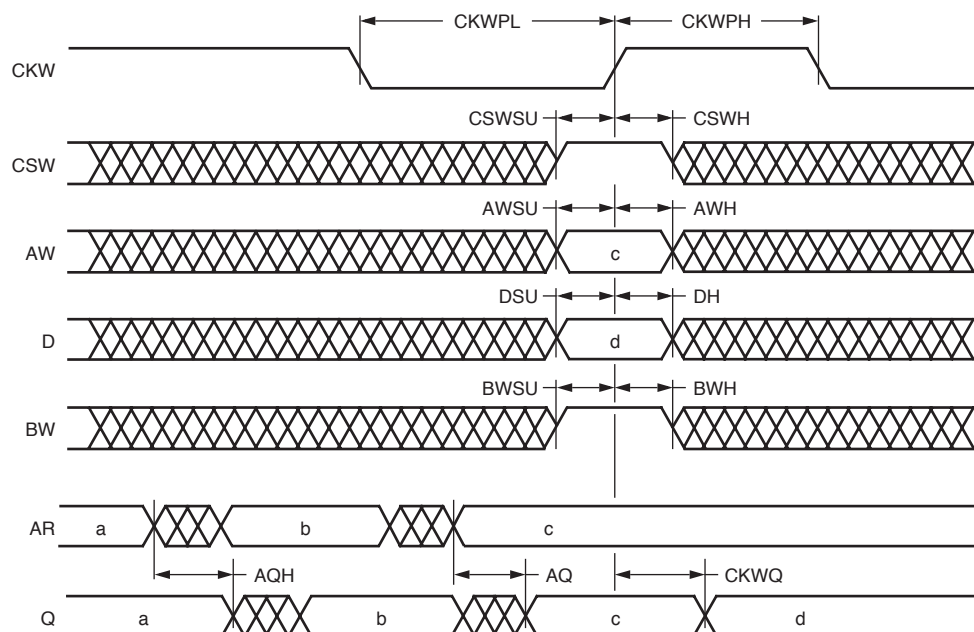 CKWPL CKWPH
CKW
CSWSU CSWH
CSW
AWSU AWH
AW c
DSU DH
D d
BWSU BWH
BW
AR a b c
AQH AQ CKWQ
Q a b c d